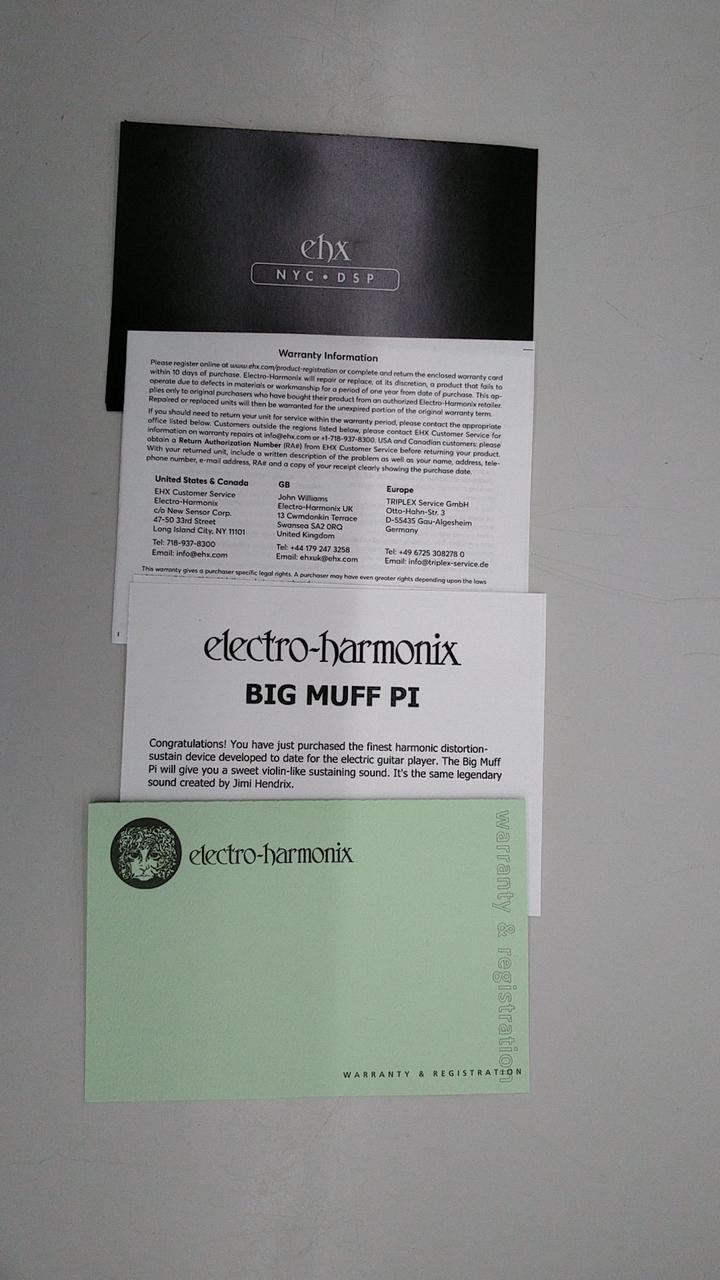 ehx
NYC • DSP
Warranty Information
Please register online at www.ehx.com/product-registration or complete and return the enclosed warranty card
within 10 days of purchase. Electro-Harmonix will repair or replace, at its discretion, a product that fails to
operate due to defects in materials or workmanship for a period of one year from date of purchase. This ap-
plies only to original purchasers who have bought their product from an authorized Electro-Harmonix retailer.
Repaired or replaced units will then be warranted for the unexpired portion of the original warranty term.
If you should need to return your unit for service within the warranty period, please contact the appropriate
office listed below. Customers outside the regions listed below, please contact EHX Customer Service for
information on warranty repairs at info@ehx.com or +1-718-937-8300. USA and Canadian customers: please
obtain a Return Authorization Number (RA#) from EHX Customer Service before returning your product.
With your returned unit, include a written description of the problem as well as your name, address, tele-
phone number, e-mail address, RA# and a copy of your receipt clearly showing the purchase date.
United States & Canada
EHX Customer Service
Electro-Harmonix
c/o New Sensor Corp.
47-50 33rd Street
Long Island City, NY 11101
Tel: 718-937-8300
Email: info@ehx.com
GB
John Williams
Electro-Harmonix UK
13 Cwmdonkin Terrace
Swansea SA2 0RQ
United Kingdom
Tel: +44 179 247 3258
Email: ehxuk@ehx.com
Europe
TRIPLEX Service GmbH
Otto-Hahn-Str. 3
D-55435 Gau-Algesheim
Germany
Tel: +49 6725 308278 0
Email: info@triplex-service.de
This warranty gives a purchaser specific legal rights. A purchaser may have even greater rights depending upon the laws
electro-harmonix
BIG MUFF PI
Congratulations! You have just purchased the finest harmonic distortion-
sustain device developed to date for the electric guitar player. The Big Muff
Pi will give you a sweet violin-like sustaining sound. It's the same legendary
sound created by Jimi Hendrix.
electro-harmonix
warranty & registration
WARRANTY & REGISTRATION